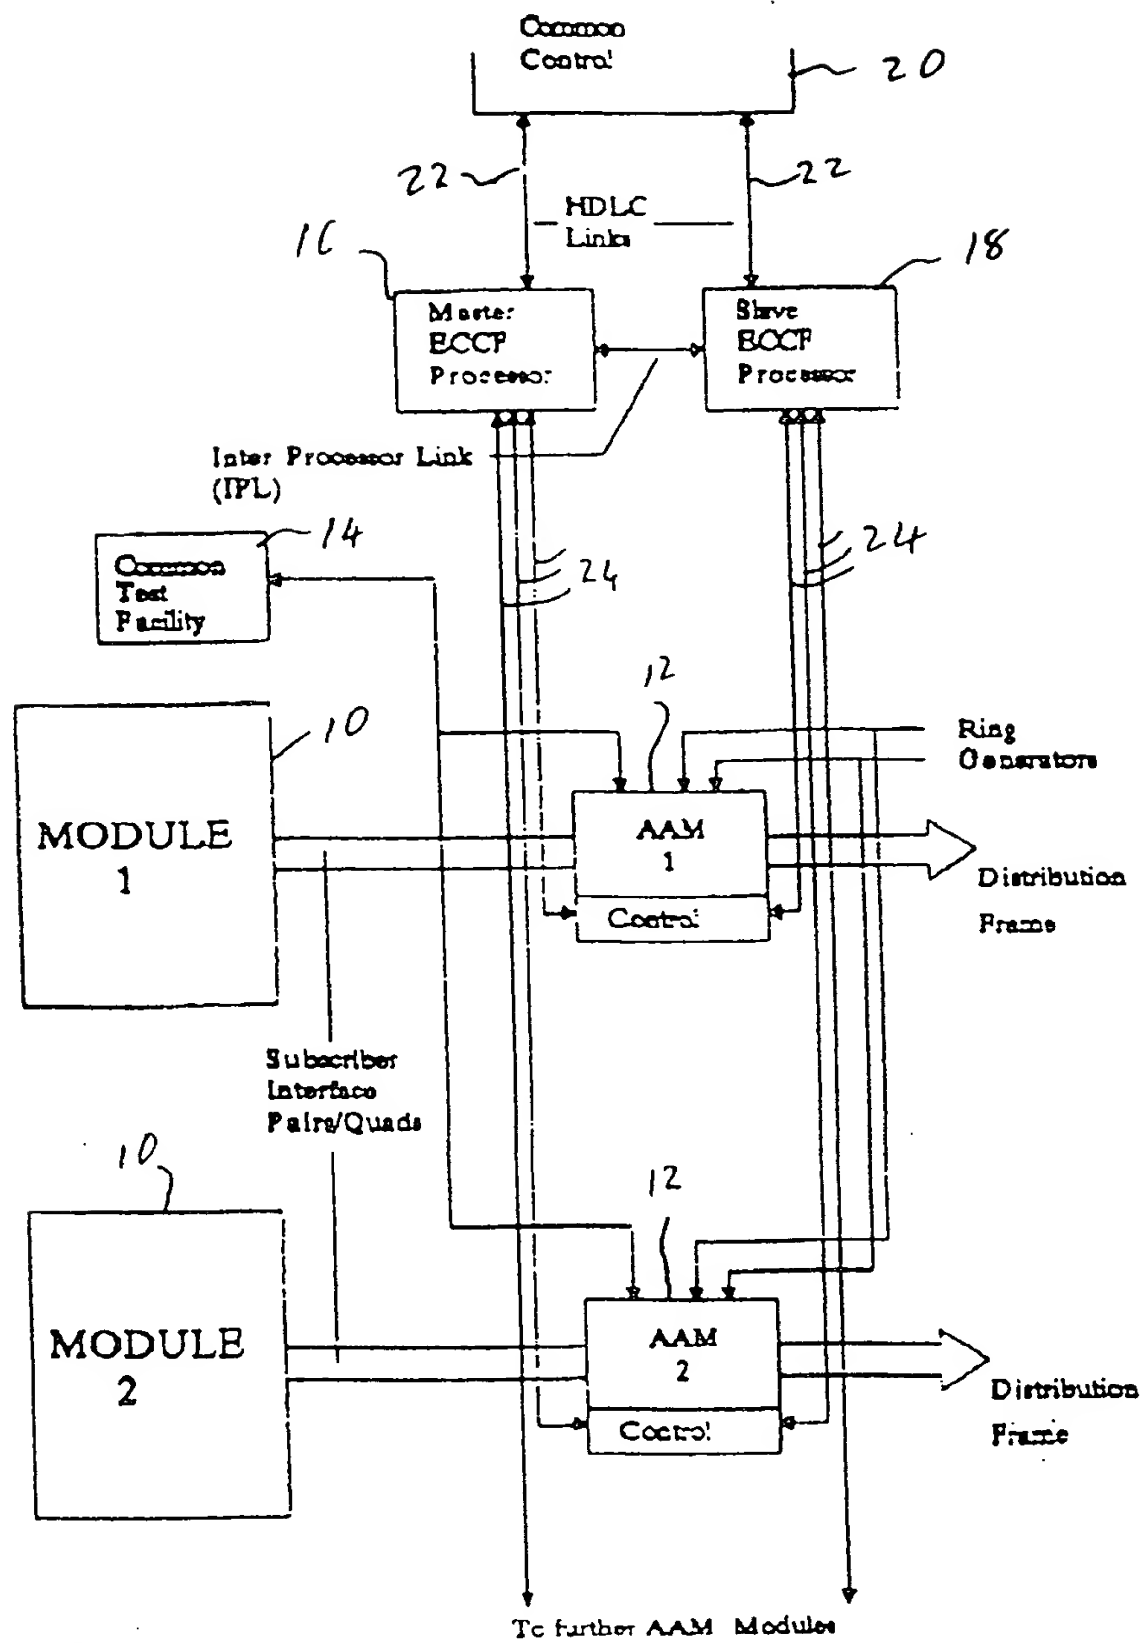 Common
Control
20
22
22
HDLC
Links
16
18
Master
ECCF
Processor
Slave
ECCF
Processor
Inter Processor Link
(IPL)
14
24
24
Common
Test
Facility
12
10
Ring
Generators
MODULE
1
AAM
1
Control
Distribution
Frame
Subscriber
Interface
Pairs/Quads
10
12
MODULE
2
AAM
2
Control
Distribution
Frame
To further AAM Modules